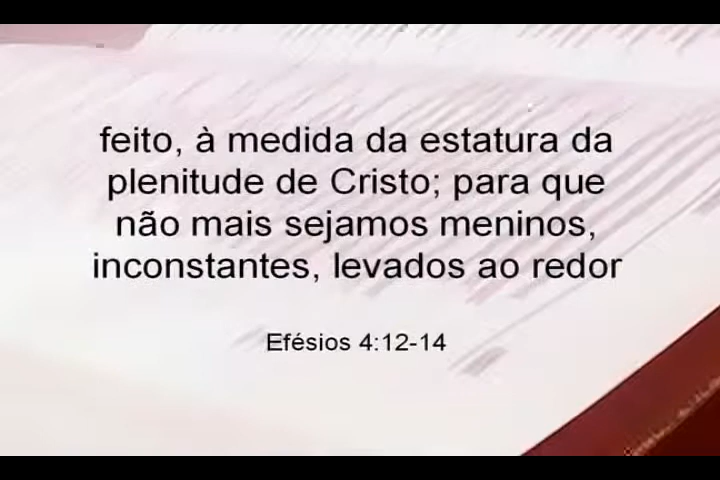 feito, à medida da estatura da
plenitude de Cristo; para que
não mais sejamos meninos,
inconstantes, levados ao redor
Efésios 4:12-14